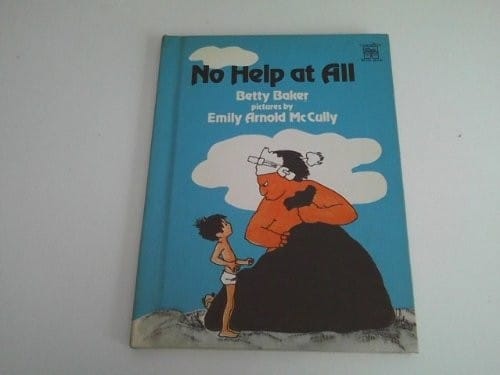 No Help at All
Betty Baker
pictures by
Emily Arnold McCully